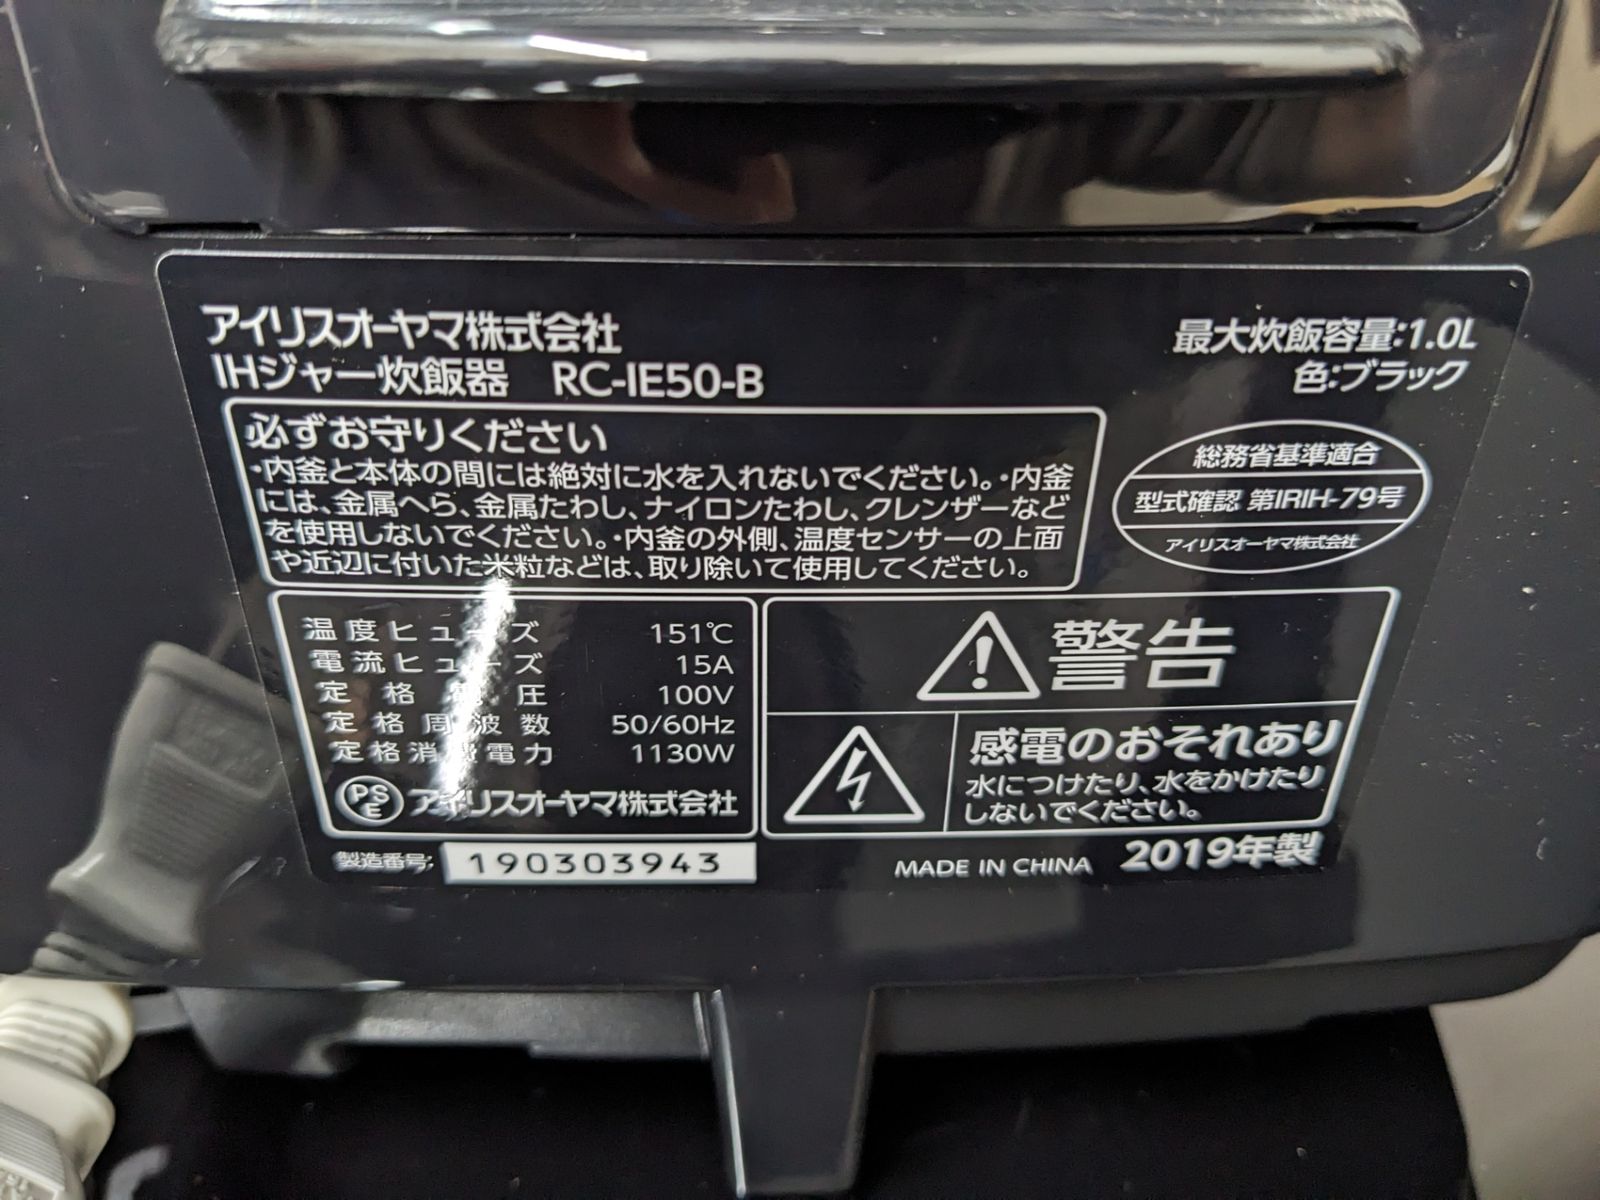 アイリスオーヤマ株式会社
IHジャー炊飯器 RC-IE50-B
最大炊飯容量:1.0L
色:ブラック
必ずお守りください
・内釜と本体の間には絶対に水を入れないでください。・内釜
には、金属へら、金属たわし、ナイロンたわし、クレンザーなど
を使用しないでください。・内釜の外側、温度センサーの上面
や近辺に付いた米粒などは、取り除いて使用してください。
総務省基準適合
型式確認 第IRIH-79号
アイリスオーヤマ株式会社
温度ヒューズ 151℃
電流ヒューズ 15A
定格電圧 100V
定格周波数 50/60Hz
定格消費電力 1130W
PSE アイリスオーヤマ株式会社
製造番号: 190303943
警告
感電のおそれあり
水につけたり、水をかけたり
しないでください。
MADE IN CHINA 2019年製